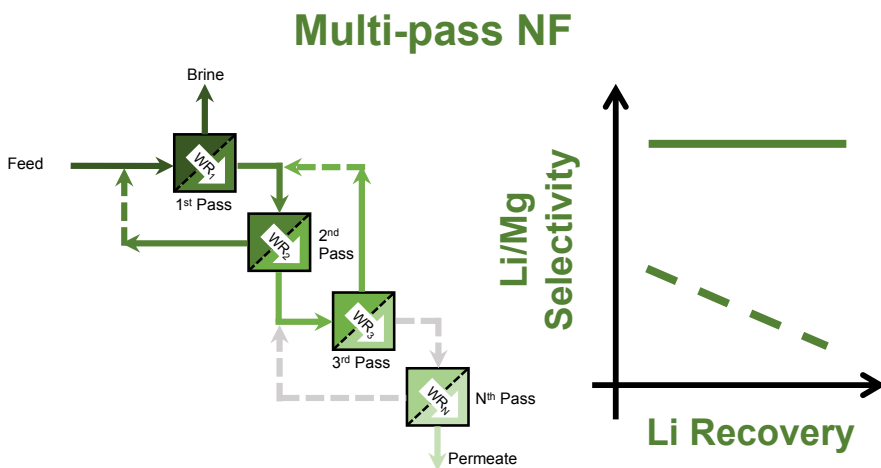 Multi-pass NF
Brine
Feed
WR₁
1ˢᵗ Pass
WR₂
2ⁿᵈ
Pass
WR₃
3ʳᵈ Pass
WR_N
Nᵗʰ Pass
Permeate
Li/Mg
Selectivity
Li Recovery